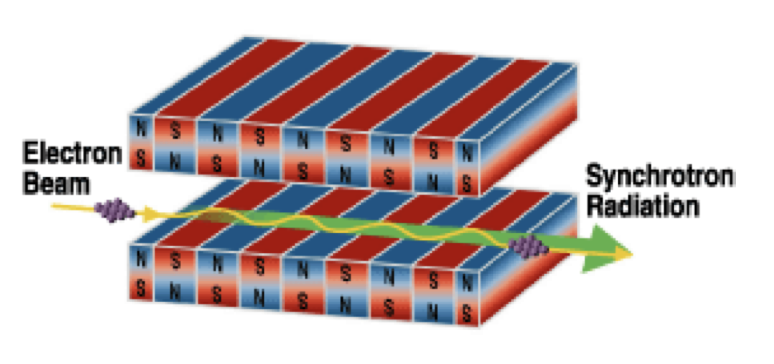 N S N S N S N S N
S N S N S N S N S
Electron
Beam
Synchrotron
Radiation
N S N S N S N S N
S N S N S N S N S